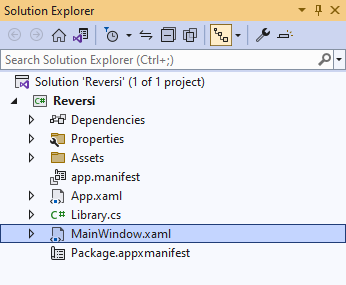 Solution Explorer
Search Solution Explorer (Ctrl+;)
Solution 'Reversi' (1 of 1 project)
C# Reversi
Dependencies
Properties
Assets
app.manifest
App.xaml
C# Library.cs
MainWindow.xaml
Package.appxmanifest